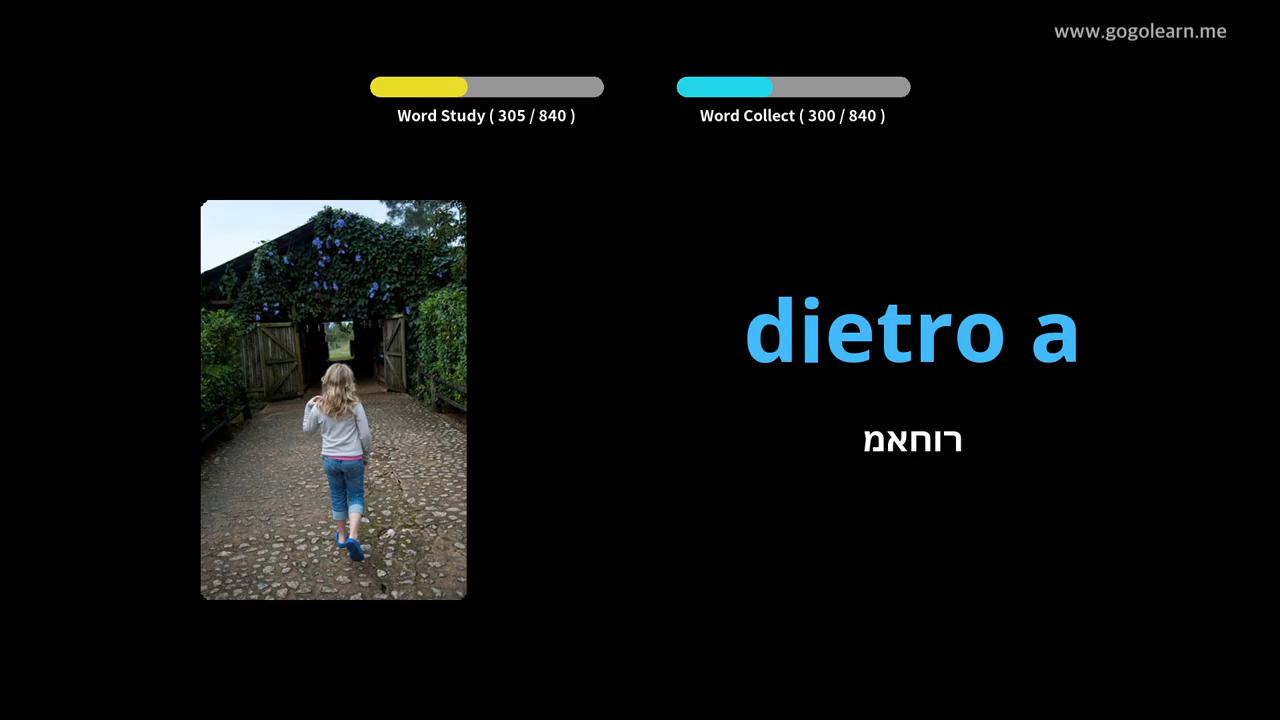 www.gogolearn.me
Word Study ( 305 / 840 )
Word Collect ( 300 / 840 )
dietro a
רוחאמ